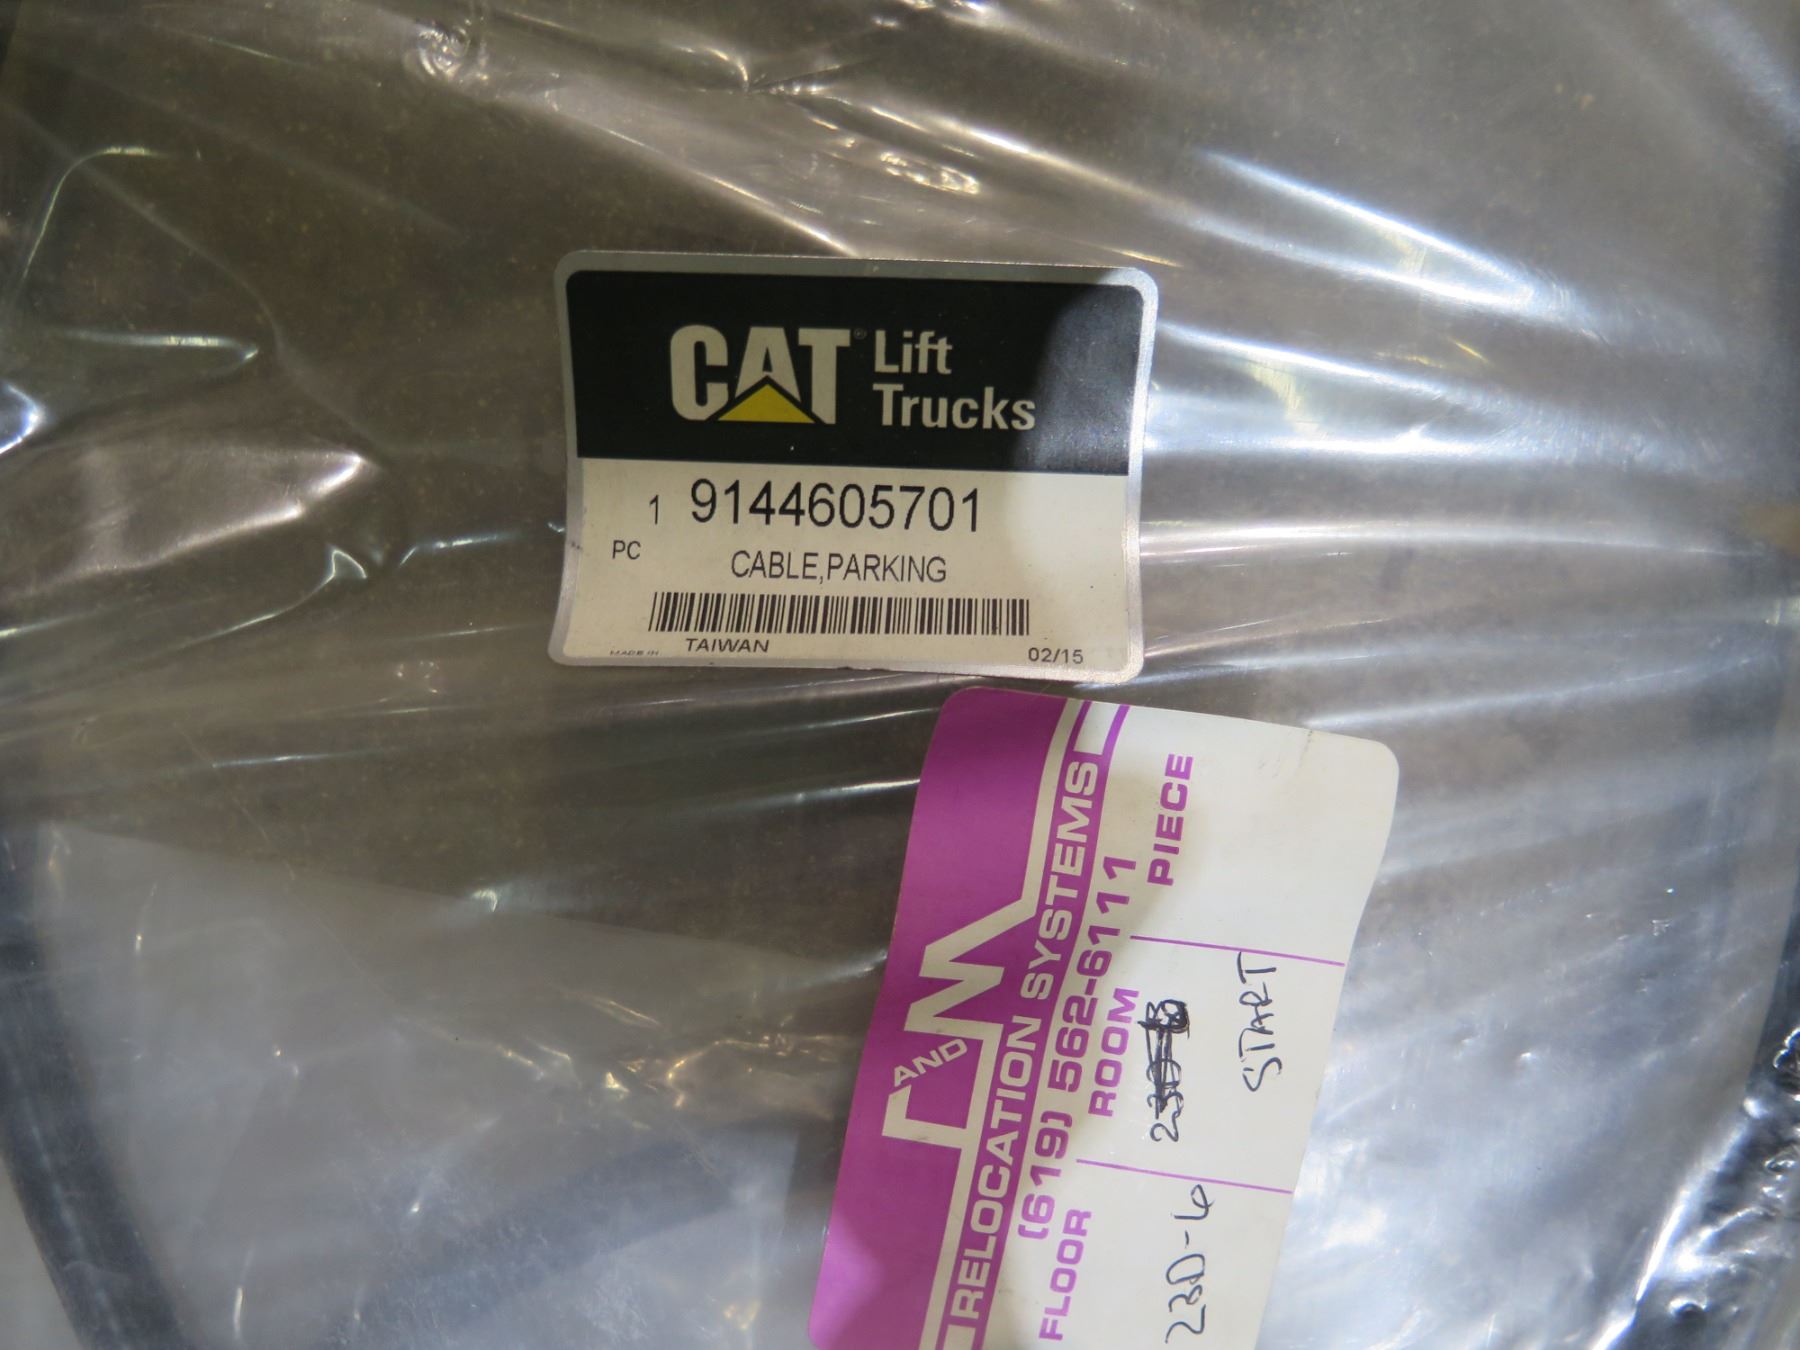 CAT® Lift
Trucks
1 9144605701
PC
CABLE,PARKING
MADE IN TAIWAN 02/15
AND
RELOCATION SYSTEMS
(619) 562-6111
FLOOR ROOM PIECE
23D-6
START